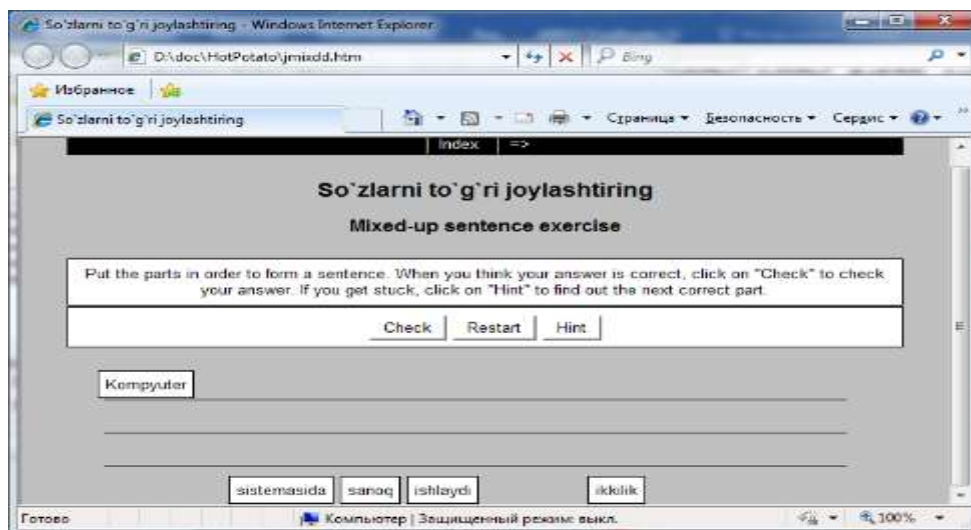 So'zlarni to'g'ri joylashtiring - Windows Internet Explorer
D:\doc\HotPotato\jmixdd.htm
Bing
Избранное
So'zlarni to'g'ri joylashtiring
Страница
Безопасность
Сервис
Index =>
So`zlarni to`g`ri joylashtiring
Mixed-up sentence exercise
Put the parts in order to form a sentence. When you think your answer is correct, click on "Check" to check
your answer. If you get stuck, click on "Hint" to find out the next correct part.
Check Restart Hint
Kompyuter
sistemasida sanoq ishlaydi ikkilik
Готово Компьютер | Защищенный режим: выкл. 100%